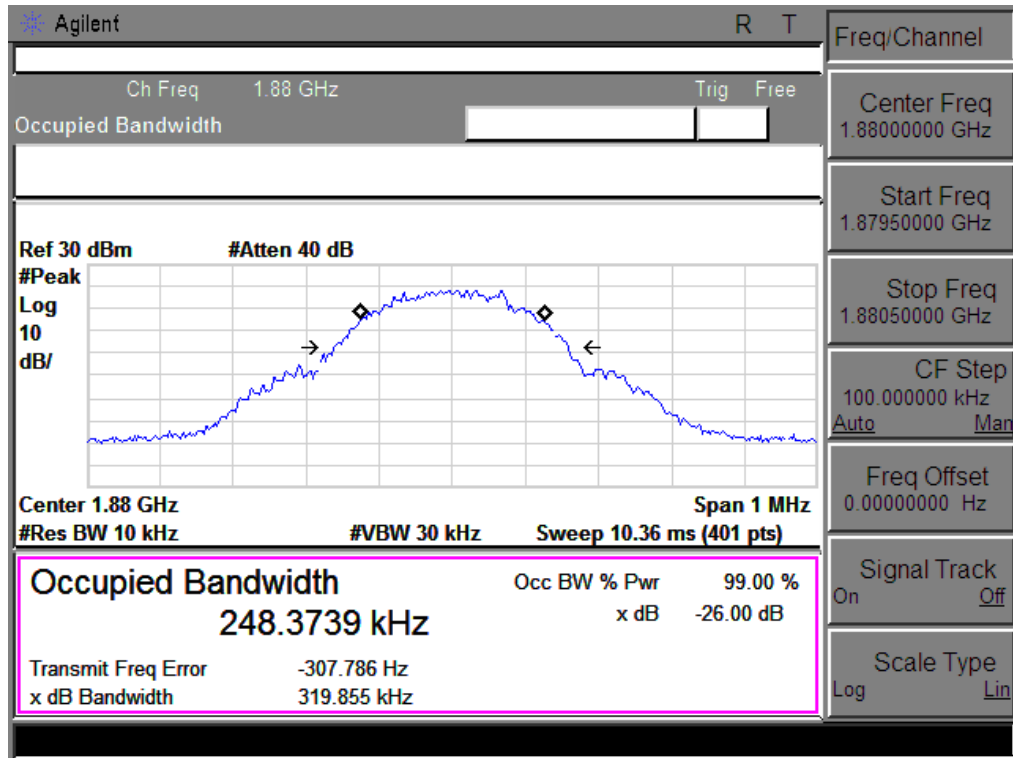 Agilent R T
Ch Freq 1.88 GHz Trig Free
Occupied Bandwidth
Ref 30 dBm #Atten 40 dB
#Peak
Log
10
dB/
Center 1.88 GHz Span 1 MHz
#Res BW 10 kHz #VBW 30 kHz Sweep 10.36 ms (401 pts)
Occupied Bandwidth Occ BW % Pwr 99.00 %
248.3739 kHz x dB -26.00 dB
Transmit Freq Error -307.786 Hz
x dB Bandwidth 319.855 kHz
Freq/Channel
Center Freq
1.88000000 GHz
Start Freq
1.87950000 GHz
Stop Freq
1.88050000 GHz
CF Step
100.000000 kHz
Auto Man
Freq Offset
0.00000000 Hz
Signal Track
On Off
Scale Type
Log Lin